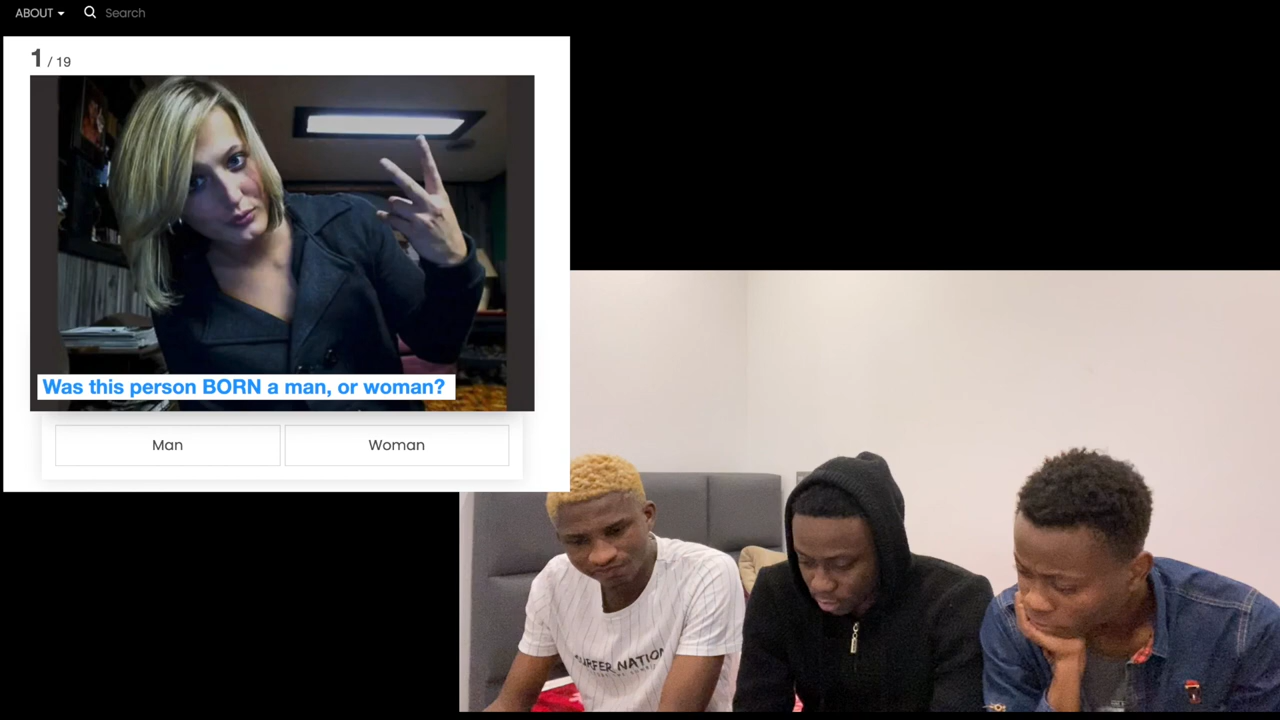 ABOUT
Search
1 / 19
Was this person BORN a man, or woman?
Man
Woman
SURFER NATION